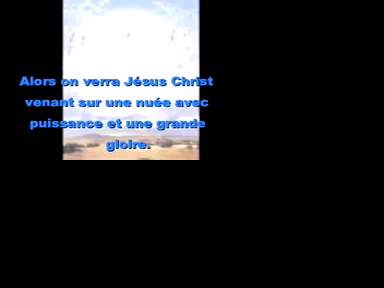 Alors on verra Jésus Christ
venant sur une nuée avec
puissance et une grande
gloire.